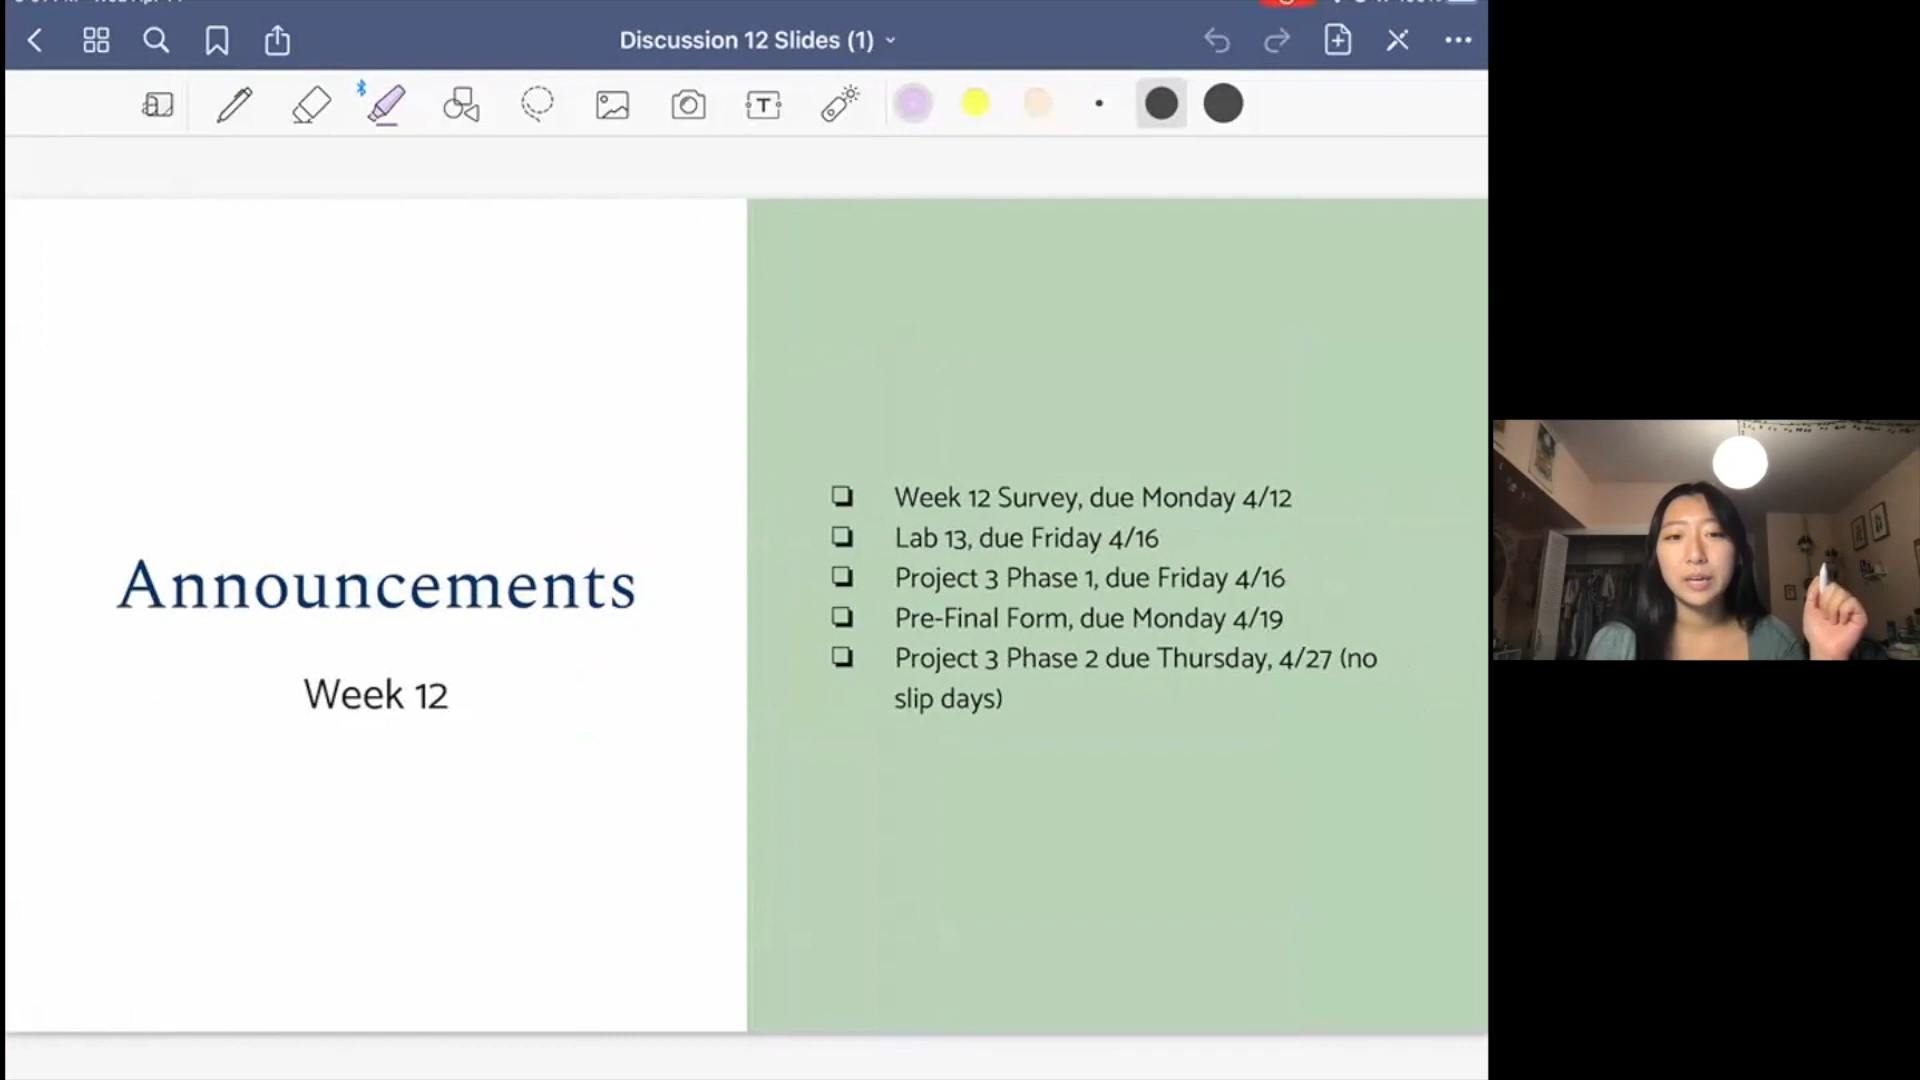 Discussion 12 Slides (1)
T
Announcements
Week 12
Week 12 Survey, due Monday 4/12
Lab 13, due Friday 4/16
Project 3 Phase 1, due Friday 4/16
Pre-Final Form, due Monday 4/19
Project 3 Phase 2 due Thursday, 4/27 (no
slip days)